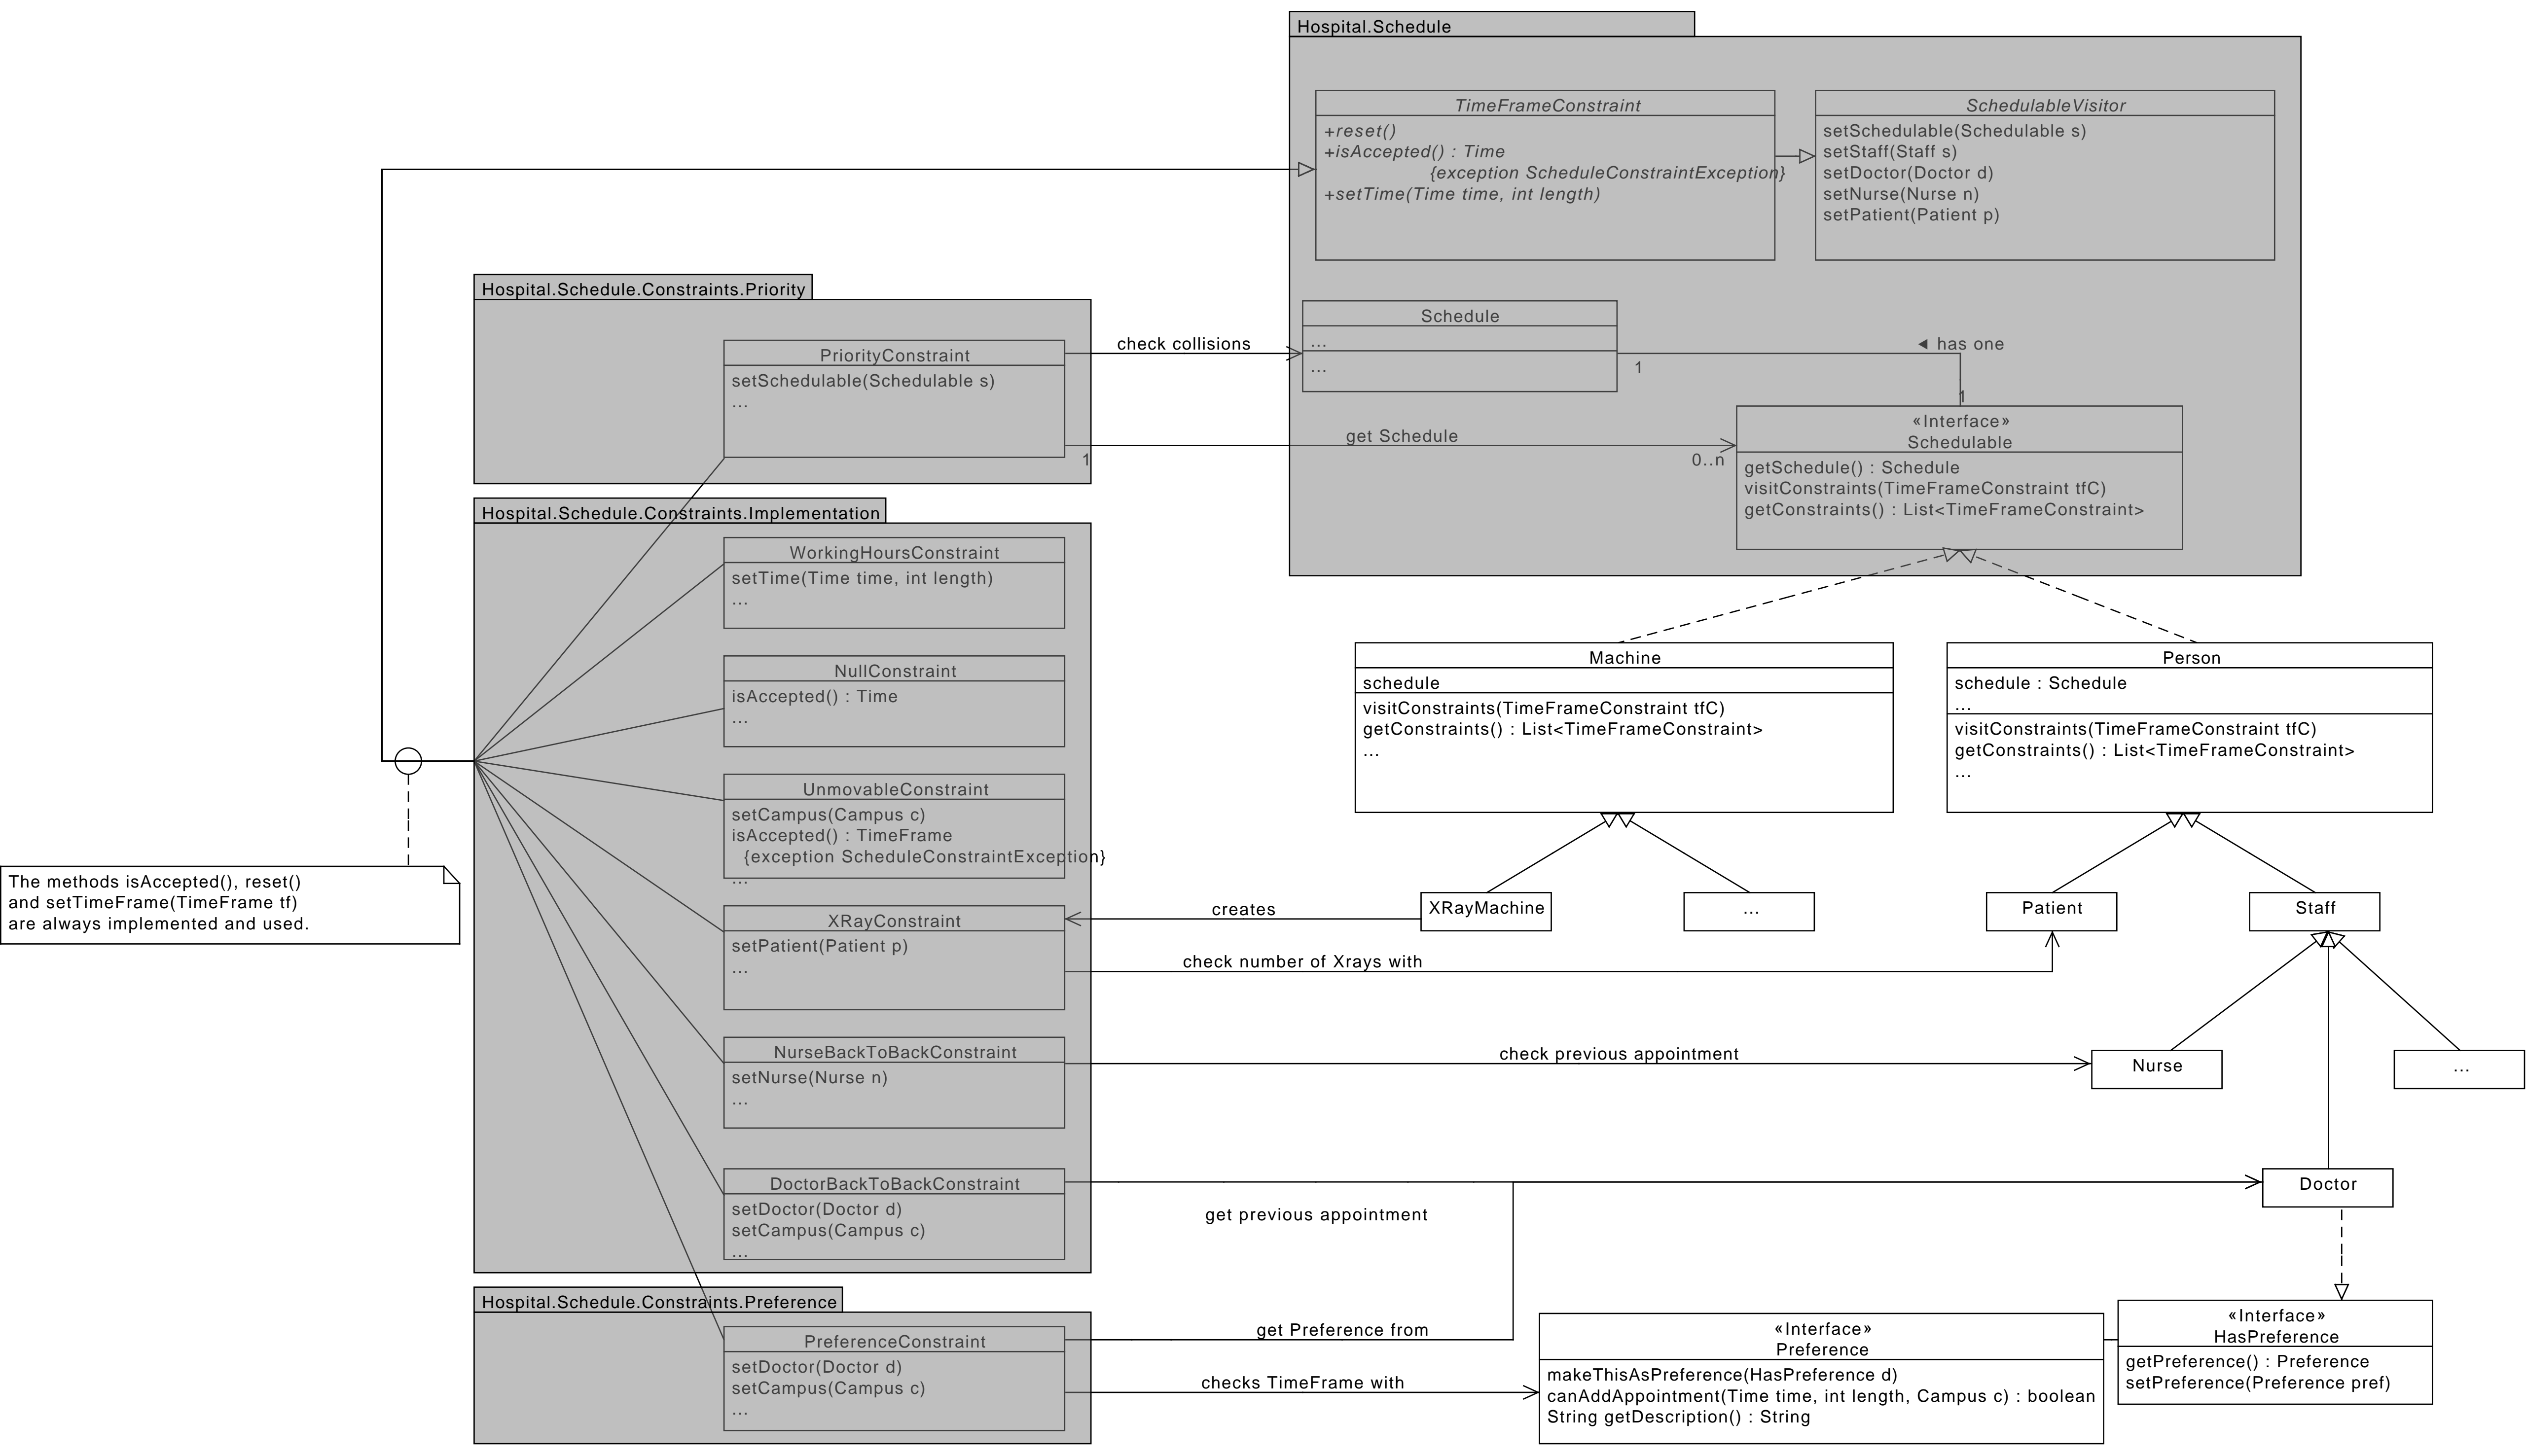 Hospital.Schedule
TimeFrameConstraint
+reset()
+isAccepted() : Time
{exception ScheduleConstraintException}
+setTime(Time time, int length)
SchedulableVisitor
setSchedulable(Schedulable s)
setStaff(Staff s)
setDoctor(Doctor d)
setNurse(Nurse n)
setPatient(Patient p)
Hospital.Schedule.Constraints.Priority
PriorityConstraint
setSchedulable(Schedulable s)
...
check collisions
Schedule
...
...
◄ has one
1
1
get Schedule
1
0..n
«Interface»
Schedulable
getSchedule() : Schedule
visitConstraints(TimeFrameConstraint tfC)
getConstraints() : List<TimeFrameConstraint>
Hospital.Schedule.Constraints.Implementation
WorkingHoursConstraint
setTime(Time time, int length)
...
NullConstraint
isAccepted() : Time
...
UnmovableConstraint
setCampus(Campus c)
isAccepted() : TimeFrame
{exception ScheduleConstraintException}
...
Machine
schedule
visitConstraints(TimeFrameConstraint tfC)
getConstraints() : List<TimeFrameConstraint>
...
Person
schedule : Schedule
...
visitConstraints(TimeFrameConstraint tfC)
getConstraints() : List<TimeFrameConstraint>
...
The methods isAccepted(), reset()
and setTimeFrame(TimeFrame tf)
are always implemented and used.
XRayConstraint
setPatient(Patient p)
...
creates
XRayMachine
...
Patient
Staff
check number of Xrays with
NurseBackToBackConstraint
setNurse(Nurse n)
...
check previous appointment
Nurse
...
DoctorBackToBackConstraint
setDoctor(Doctor d)
setCampus(Campus c)
...
get previous appointment
Doctor
Hospital.Schedule.Constraints.Preference
PreferenceConstraint
setDoctor(Doctor d)
setCampus(Campus c)
...
get Preference from
checks TimeFrame with
«Interface»
Preference
makeThisAsPreference(HasPreference d)
canAddAppointment(Time time, int length, Campus c) : boolean
String getDescription() : String
«Interface»
HasPreference
getPreference() : Preference
setPreference(Preference pref)